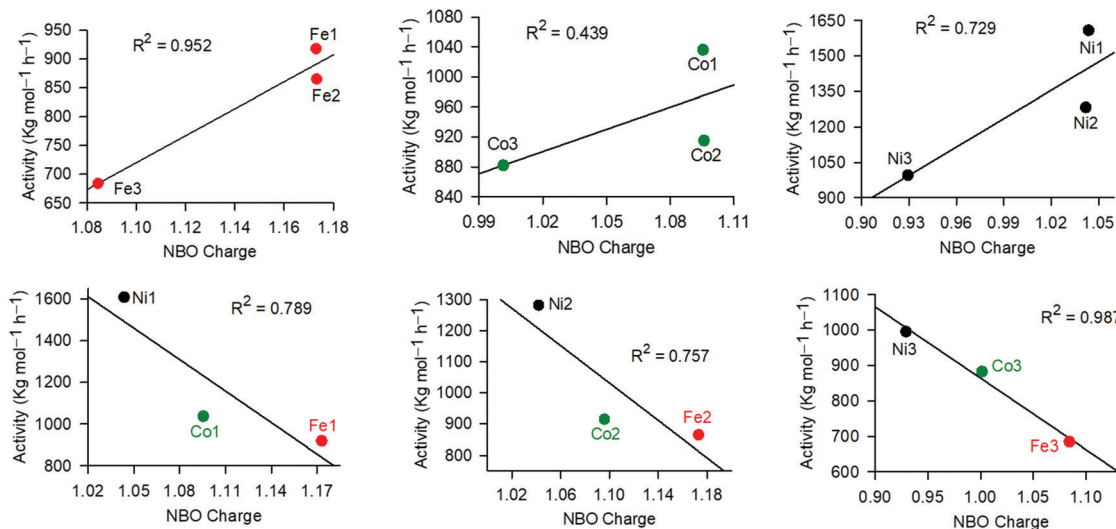 Activity (Kg mol⁻¹ h⁻¹)
950
900
850
800
750
700
650
R² = 0.952
Fe1
Fe2
Fe3
1.08 1.10 1.12 1.14 1.16 1.18
NBO Charge
Activity (Kg mol⁻¹ h⁻¹)
1080
1040
1000
960
920
880
840
R² = 0.439
Co1
Co3
Co2
0.99 1.02 1.05 1.08 1.11
NBO Charge
Activity (Kg mol⁻¹ h⁻¹)
1650
1500
1350
1200
1050
900
R² = 0.729
Ni1
Ni2
Ni3
0.90 0.93 0.96 0.99 1.02 1.05
NBO Charge
Activity (Kg mol⁻¹ h⁻¹)
1600
1400
1200
1000
800
Ni1
R² = 0.789
Co1
Fe1
1.02 1.05 1.08 1.11 1.14 1.17
NBO Charge
Activity (Kg mol⁻¹ h⁻¹)
1300
1200
1100
1000
900
800
Ni2
R² = 0.757
Fe2
Co2
1.02 1.06 1.10 1.14 1.18
NBO Charge
Activity (Kg mol⁻¹ h⁻¹)
1100
1000
900
800
700
600
R² = 0.987
Ni3
Co3
Fe3
0.90 0.95 1.00 1.05 1.10
NBO Charge